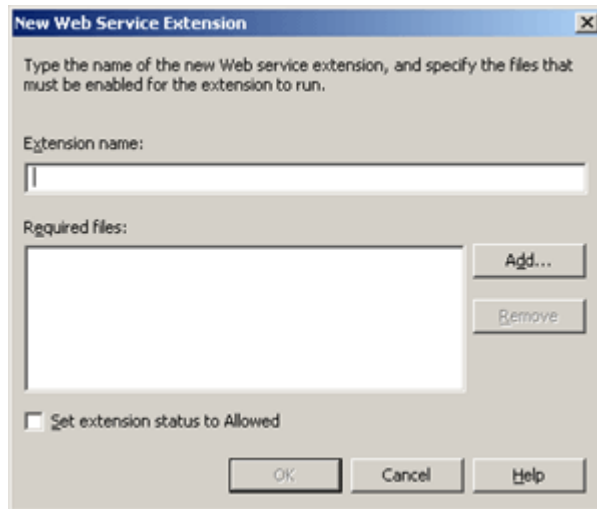 New Web Service Extension
Type the name of the new Web service extension, and specify the files that
must be enabled for the extension to run.
Extension name:
Required files:
Add...
Remove
Set extension status to Allowed
OK
Cancel
Help